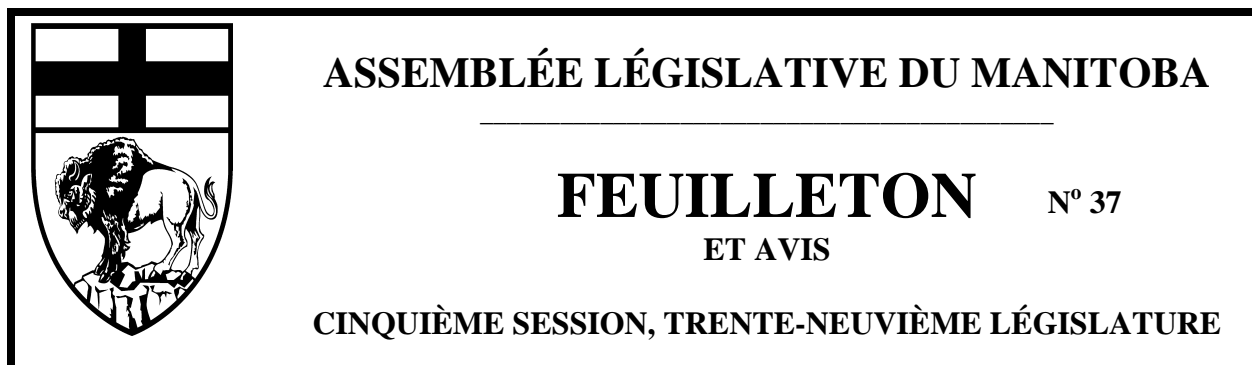 ASSEMBLÉE LÉGISLATIVE DU MANITOBA
FEUILLETON Nº 37
ET AVIS
CINQUIÈME SESSION, TRENTE-NEUVIÈME LÉGISLATURE